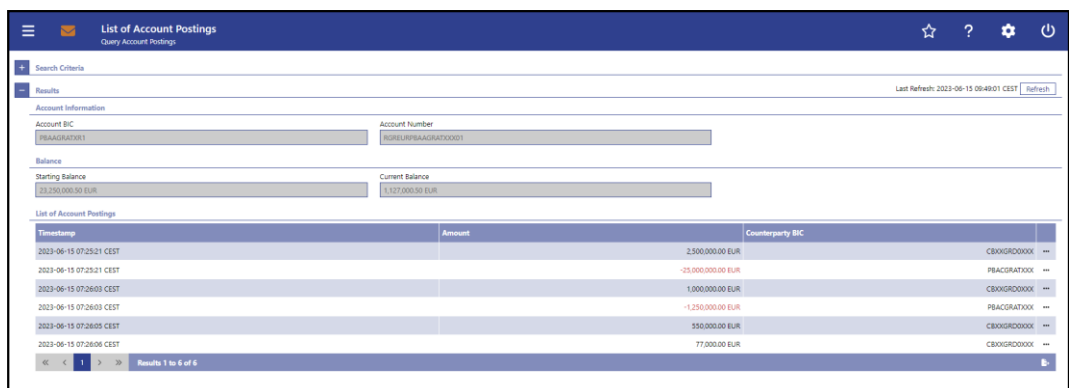 List of Account Postings
Query Account Postings
Search Criteria
Results
Last Refresh: 2023-06-15 09:49:01 CEST Refresh
Account Information
Account BIC Account Number
PBAAGRATXR1 RGREURPBAAGRATXXX01
Balance
Starting Balance Current Balance
23,250,000.50 EUR 1,127,000.50 EUR
List of Account Postings
Timestamp Amount Counterparty BIC
2023-06-15 07:25:21 CEST 2,500,000.00 EUR CBXXGRD0XXX
2023-06-15 07:25:21 CEST -25,000,000.00 EUR PBACGRATXXX
2023-06-15 07:26:03 CEST 1,000,000.00 EUR CBXXGRD0XXX
2023-06-15 07:26:03 CEST -1,250,000.00 EUR PBACGRATXXX
2023-06-15 07:26:05 CEST 550,000.00 EUR CBXXGRD0XXX
2023-06-15 07:26:06 CEST 77,000.00 EUR CBXXGRD0XXX
1 Results 1 to 6 of 6